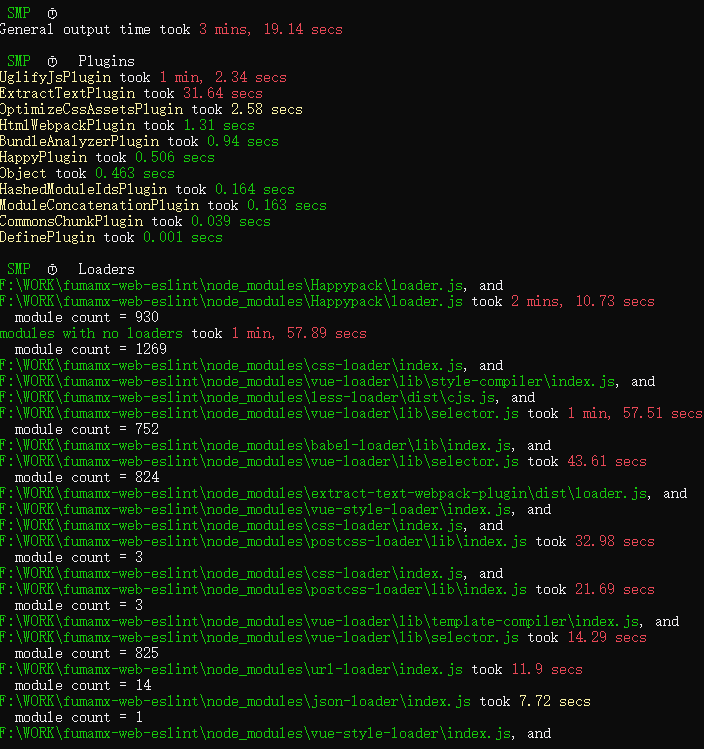 SMP ⏱
General output time took 3 mins, 19.14 secs
SMP ⏱ Plugins
UglifyJsPlugin took 1 min, 2.34 secs
ExtractTextPlugin took 31.64 secs
OptimizeCssAssetsPlugin took 2.58 secs
HtmlWebpackPlugin took 1.31 secs
BundleAnalyzerPlugin took 0.94 secs
HappyPlugin took 0.506 secs
Object took 0.463 secs
HashedModuleIdsPlugin took 0.164 secs
ModuleConcatenationPlugin took 0.163 secs
CommonsChunkPlugin took 0.039 secs
DefinePlugin took 0.001 secs
SMP ⏱ Loaders
F:\WORK\fumamx-web-eslint\node_modules\Happypack\loader.js, and
F:\WORK\fumamx-web-eslint\node_modules\Happypack\loader.js took 2 mins, 10.73 secs
module count = 930
modules with no loaders took 1 min, 57.89 secs
module count = 1269
F:\WORK\fumamx-web-eslint\node_modules\css-loader\index.js, and
F:\WORK\fumamx-web-eslint\node_modules\vue-loader\lib\style-compiler\index.js, and
F:\WORK\fumamx-web-eslint\node_modules\less-loader\dist\cjs.js, and
F:\WORK\fumamx-web-eslint\node_modules\vue-loader\lib\selector.js took 1 min, 57.51 secs
module count = 752
F:\WORK\fumamx-web-eslint\node_modules\babel-loader\lib\index.js, and
F:\WORK\fumamx-web-eslint\node_modules\vue-loader\lib\selector.js took 43.61 secs
module count = 824
F:\WORK\fumamx-web-eslint\node_modules\extract-text-webpack-plugin\dist\loader.js, and
F:\WORK\fumamx-web-eslint\node_modules\vue-style-loader\index.js, and
F:\WORK\fumamx-web-eslint\node_modules\css-loader\index.js, and
F:\WORK\fumamx-web-eslint\node_modules\postcss-loader\lib\index.js took 32.98 secs
module count = 3
F:\WORK\fumamx-web-eslint\node_modules\css-loader\index.js, and
F:\WORK\fumamx-web-eslint\node_modules\postcss-loader\lib\index.js took 21.69 secs
module count = 3
F:\WORK\fumamx-web-eslint\node_modules\vue-loader\lib\template-compiler\index.js, and
F:\WORK\fumamx-web-eslint\node_modules\vue-loader\lib\selector.js took 14.29 secs
module count = 825
F:\WORK\fumamx-web-eslint\node_modules\url-loader\index.js took 11.9 secs
module count = 14
F:\WORK\fumamx-web-eslint\node_modules\json-loader\index.js took 7.72 secs
module count = 1
F:\WORK\fumamx-web-eslint\node_modules\vue-style-loader\index.js, and